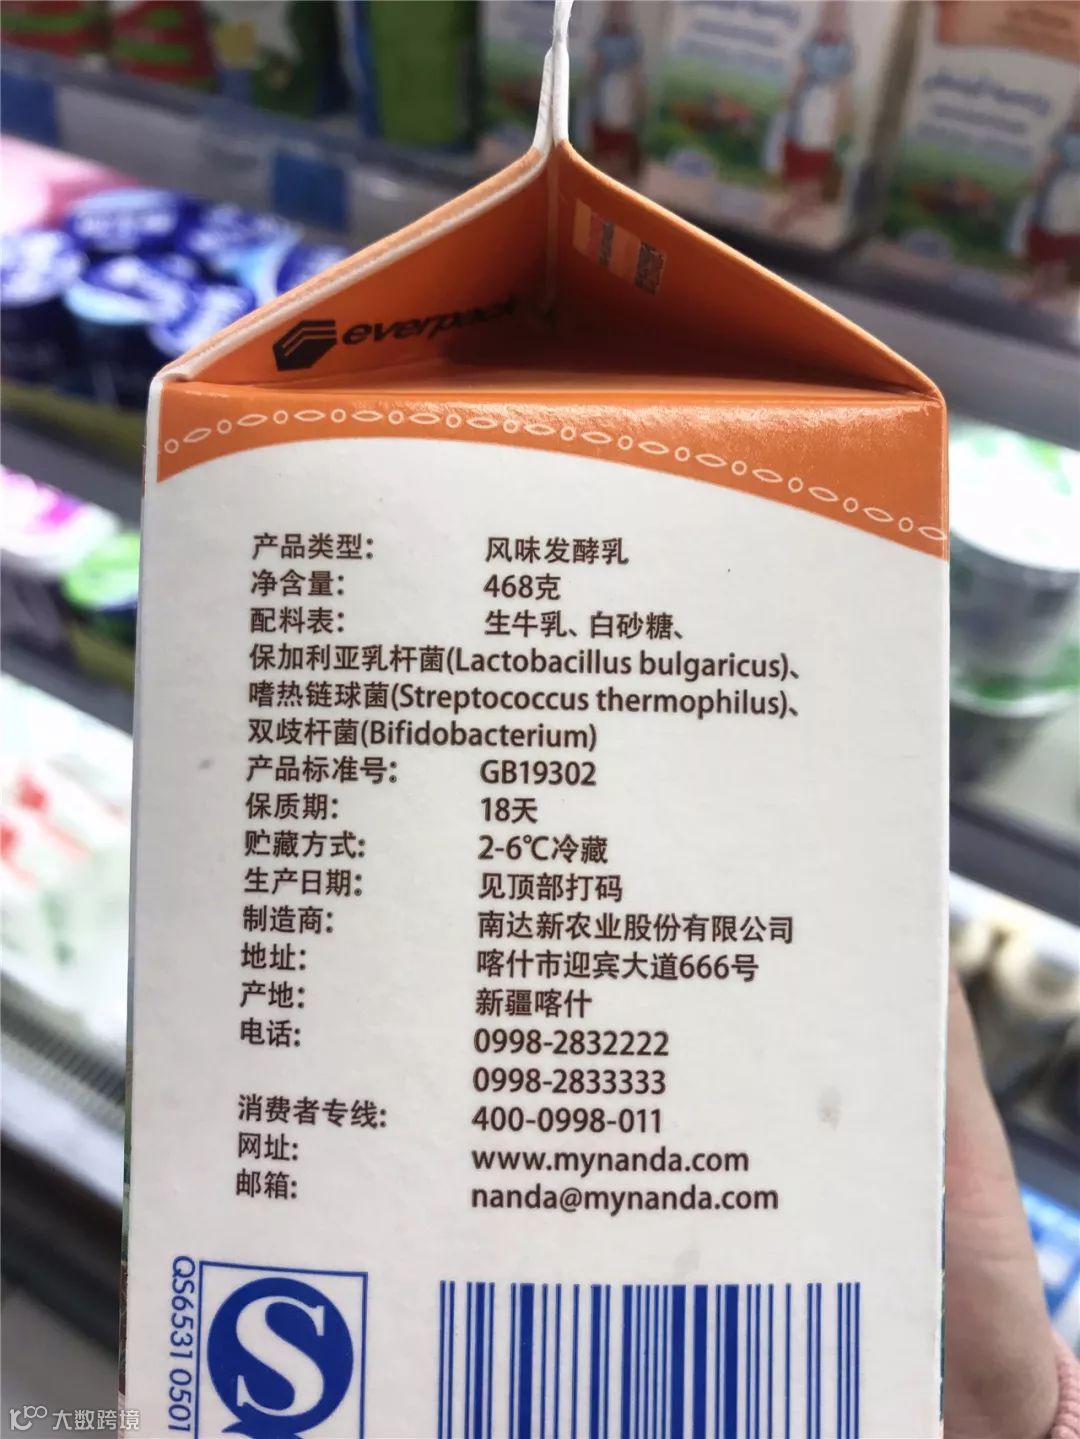 everpack
产品类型： 风味发酵乳
净含量： 468克
配料表： 生牛乳、白砂糖、
保加利亚乳杆菌(Lactobacillus bulgaricus)、
嗜热链球菌(Streptococcus thermophilus)、
双歧杆菌(Bifidobacterium)
产品标准号： GB19302
保质期： 18天
贮藏方式： 2-6℃冷藏
生产日期： 见顶部打码
制造商： 南达新农业股份有限公司
地址： 喀什市迎宾大道666号
产地： 新疆喀什
电话： 0998-2832222
0998-2833333
消费者专线： 400-0998-011
网址： www.mynanda.com
邮箱： nanda@mynanda.com
QS6531 0501
大数跨境